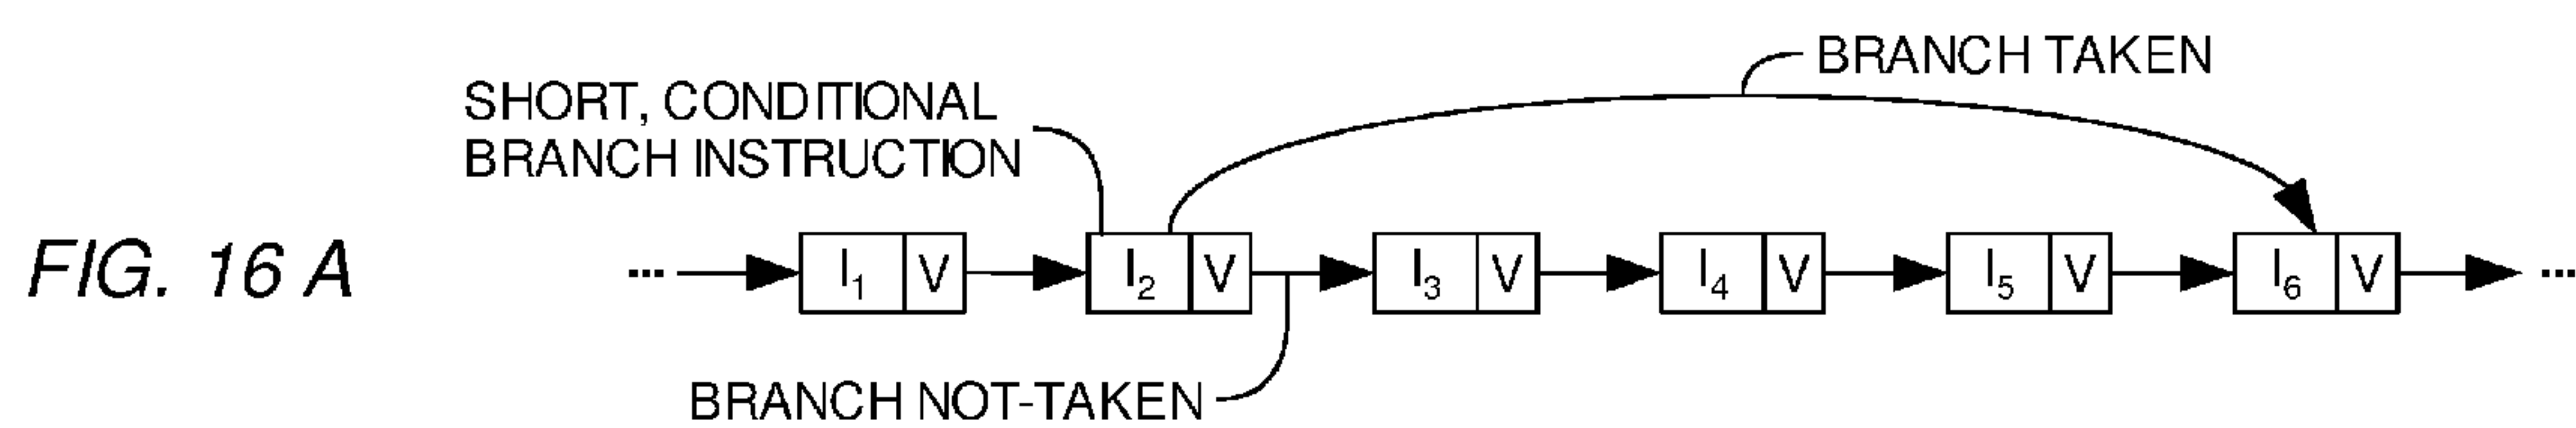 BRANCH TAKEN
SHORT, CONDITIONAL
BRANCH INSTRUCTION
FIG. 16 A
... I₁ V I₂ V I₃ V I₄ V I₅ V I₆ V ...
BRANCH NOT-TAKEN